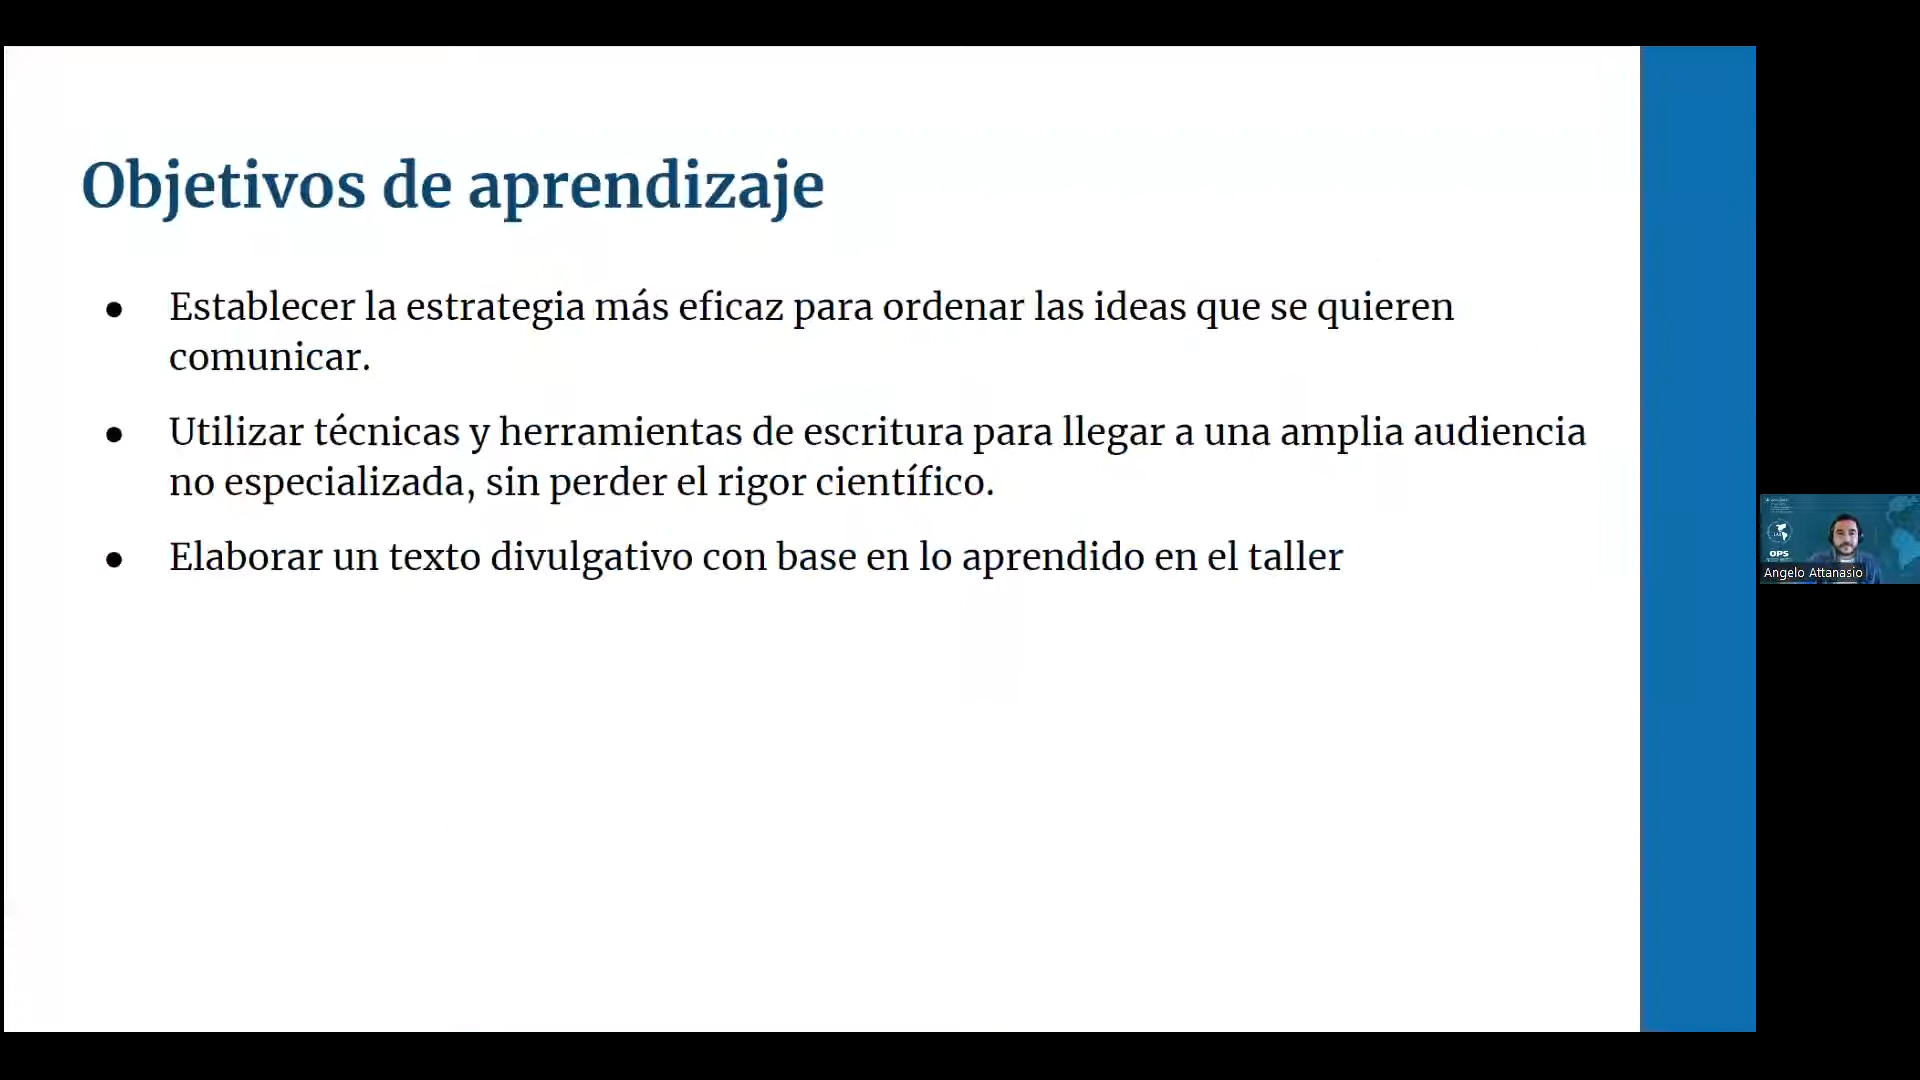 Objetivos de aprendizaje
● Establecer la estrategia más eficaz para ordenar las ideas que se quieren
comunicar.
● Utilizar técnicas y herramientas de escritura para llegar a una amplia audiencia
no especializada, sin perder el rigor científico.
● Elaborar un texto divulgativo con base en lo aprendido en el taller
OPS
Angelo Attanasio